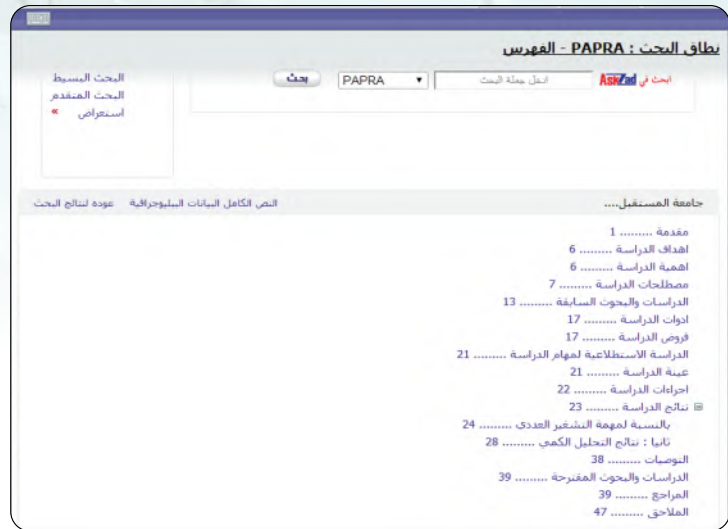 نطاق البحث : PAPRA - الفهرس
ابحث في AskZad ادخل جملة البحث PAPRA بحث
البحث البسيط
البحث المتقدم
استعراض »
جامعة المستقبل....
النص الكامل البيانات الببليوجرافية عوده لنتائج البحث
مقدمة ......... 1
اهداف الدراسة ......... 6
اهمية الدراسة ......... 6
مصطلحات الدراسة ......... 7
الدراسات والبحوث السابقة ......... 13
ادوات الدراسة ......... 17
فروض الدراسة ......... 17
الدراسة الاستطلاعية لمهام الدراسة ......... 21
عينة الدراسة ......... 21
اجراءات الدراسة ......... 22
نتائج الدراسة ......... 23
بالنسبة لمهمة التشفير العددي ......... 24
ثانيا : نتائج التحليل الكمي ......... 28
التوصيات ......... 38
الدراسات والبحوث المقترحة ......... 39
المراجع ......... 39
الملاحق ......... 47